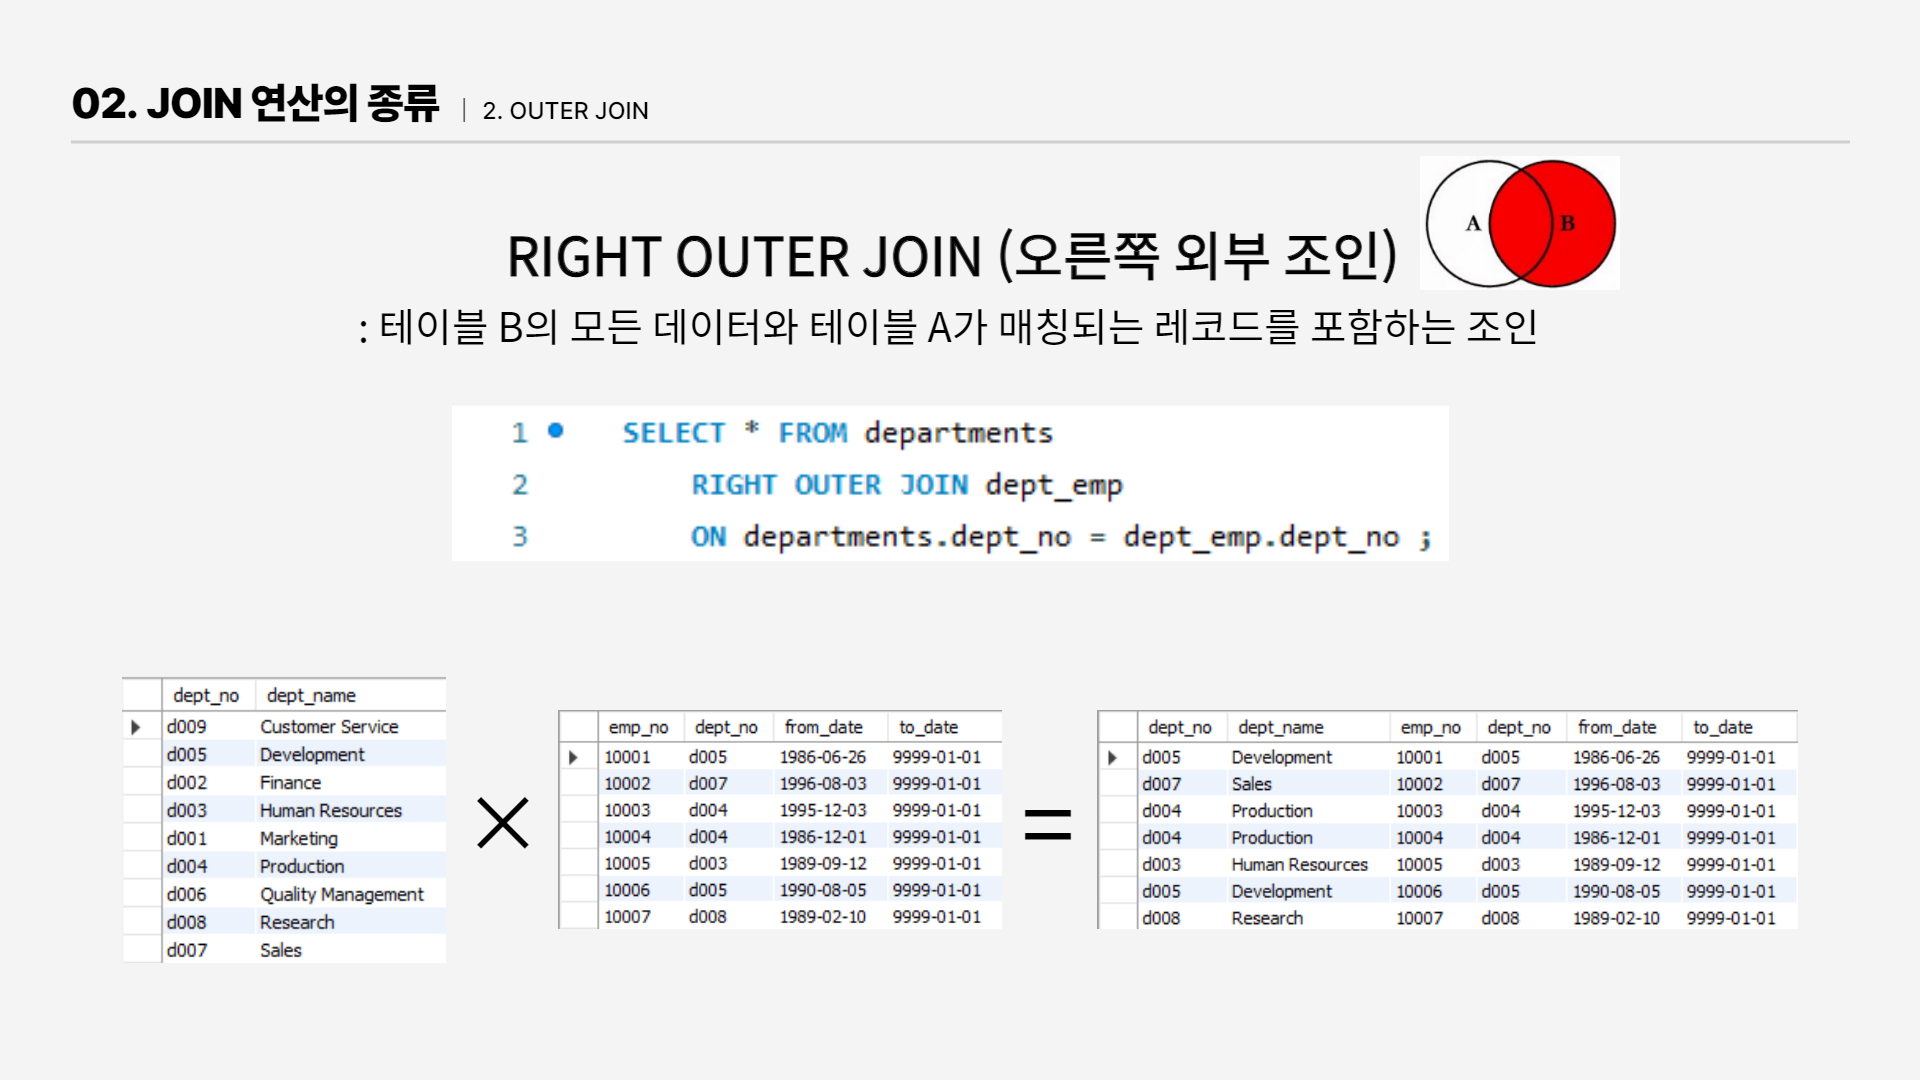 02. JOIN 연산의 종류 | 2. OUTER JOIN
RIGHT OUTER JOIN (오른쪽 외부 조인)
A B
: 테이블 B의 모든 데이터와 테이블 A가 매칭되는 레코드를 포함하는 조인
1 SELECT * FROM departments
2 RIGHT OUTER JOIN dept_emp
3 ON departments.dept_no = dept_emp.dept_no ;
dept_no dept_name
d009 Customer Service
d005 Development
d002 Finance
d003 Human Resources
d001 Marketing
d004 Production
d006 Quality Management
d008 Research
d007 Sales
×
emp_no dept_no from_date to_date
10001 d005 1986-06-26 9999-01-01
10002 d007 1996-08-03 9999-01-01
10003 d004 1995-12-03 9999-01-01
10004 d004 1986-12-01 9999-01-01
10005 d003 1989-09-12 9999-01-01
10006 d005 1990-08-05 9999-01-01
10007 d008 1989-02-10 9999-01-01
=
dept_no dept_name emp_no dept_no from_date to_date
d005 Development 10001 d005 1986-06-26 9999-01-01
d007 Sales 10002 d007 1996-08-03 9999-01-01
d004 Production 10003 d004 1995-12-03 9999-01-01
d004 Production 10004 d004 1986-12-01 9999-01-01
d003 Human Resources 10005 d003 1989-09-12 9999-01-01
d005 Development 10006 d005 1990-08-05 9999-01-01
d008 Research 10007 d008 1989-02-10 9999-01-01